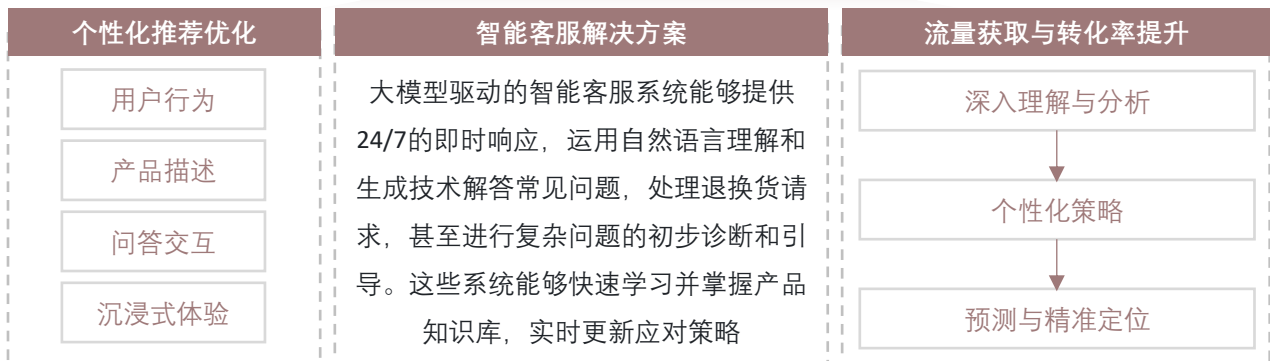 个性化推荐优化
用户行为
产品描述
问答交互
沉浸式体验
智能客服解决方案
大模型驱动的智能客服系统能够提供
24/7的即时响应，运用自然语言理解和
生成技术解答常见问题，处理退换货请
求，甚至进行复杂问题的初步诊断和引
导。这些系统能够快速学习并掌握产品
知识库，实时更新应对策略
流量获取与转化率提升
深入理解与分析
个性化策略
预测与精准定位